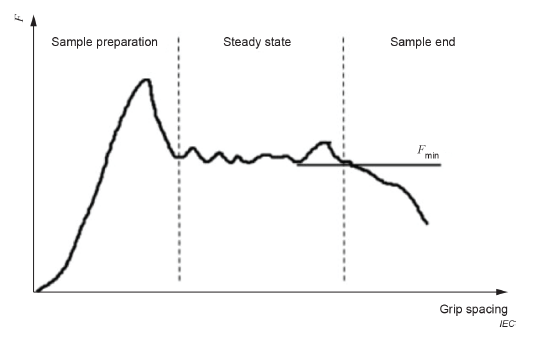 F
Sample preparation
Steady state
Sample end
Fmin
Grip spacing
IEC